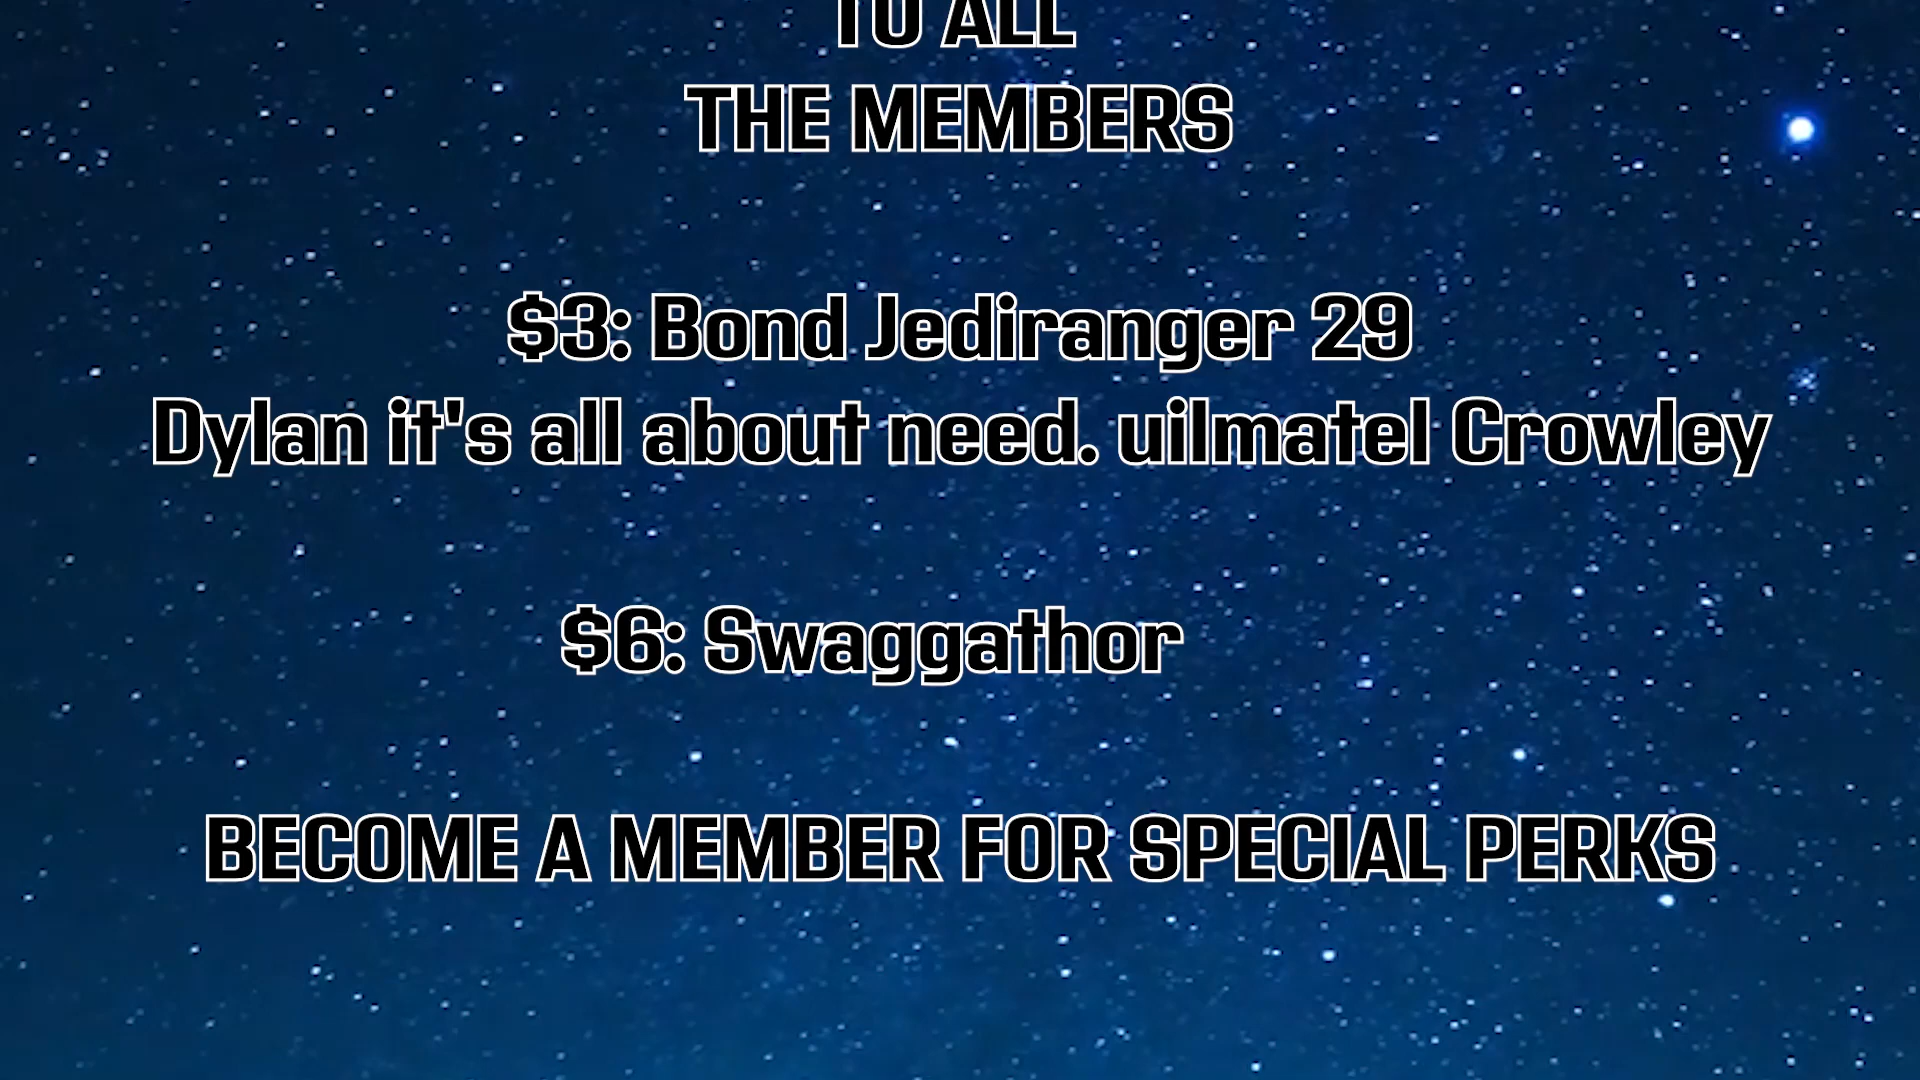 TO ALL
THE MEMBERS
$3: Bond Jediranger 29
Dylan it's all about need. uilmatel Crowley
$6: Swaggathor
BECOME A MEMBER FOR SPECIAL PERKS